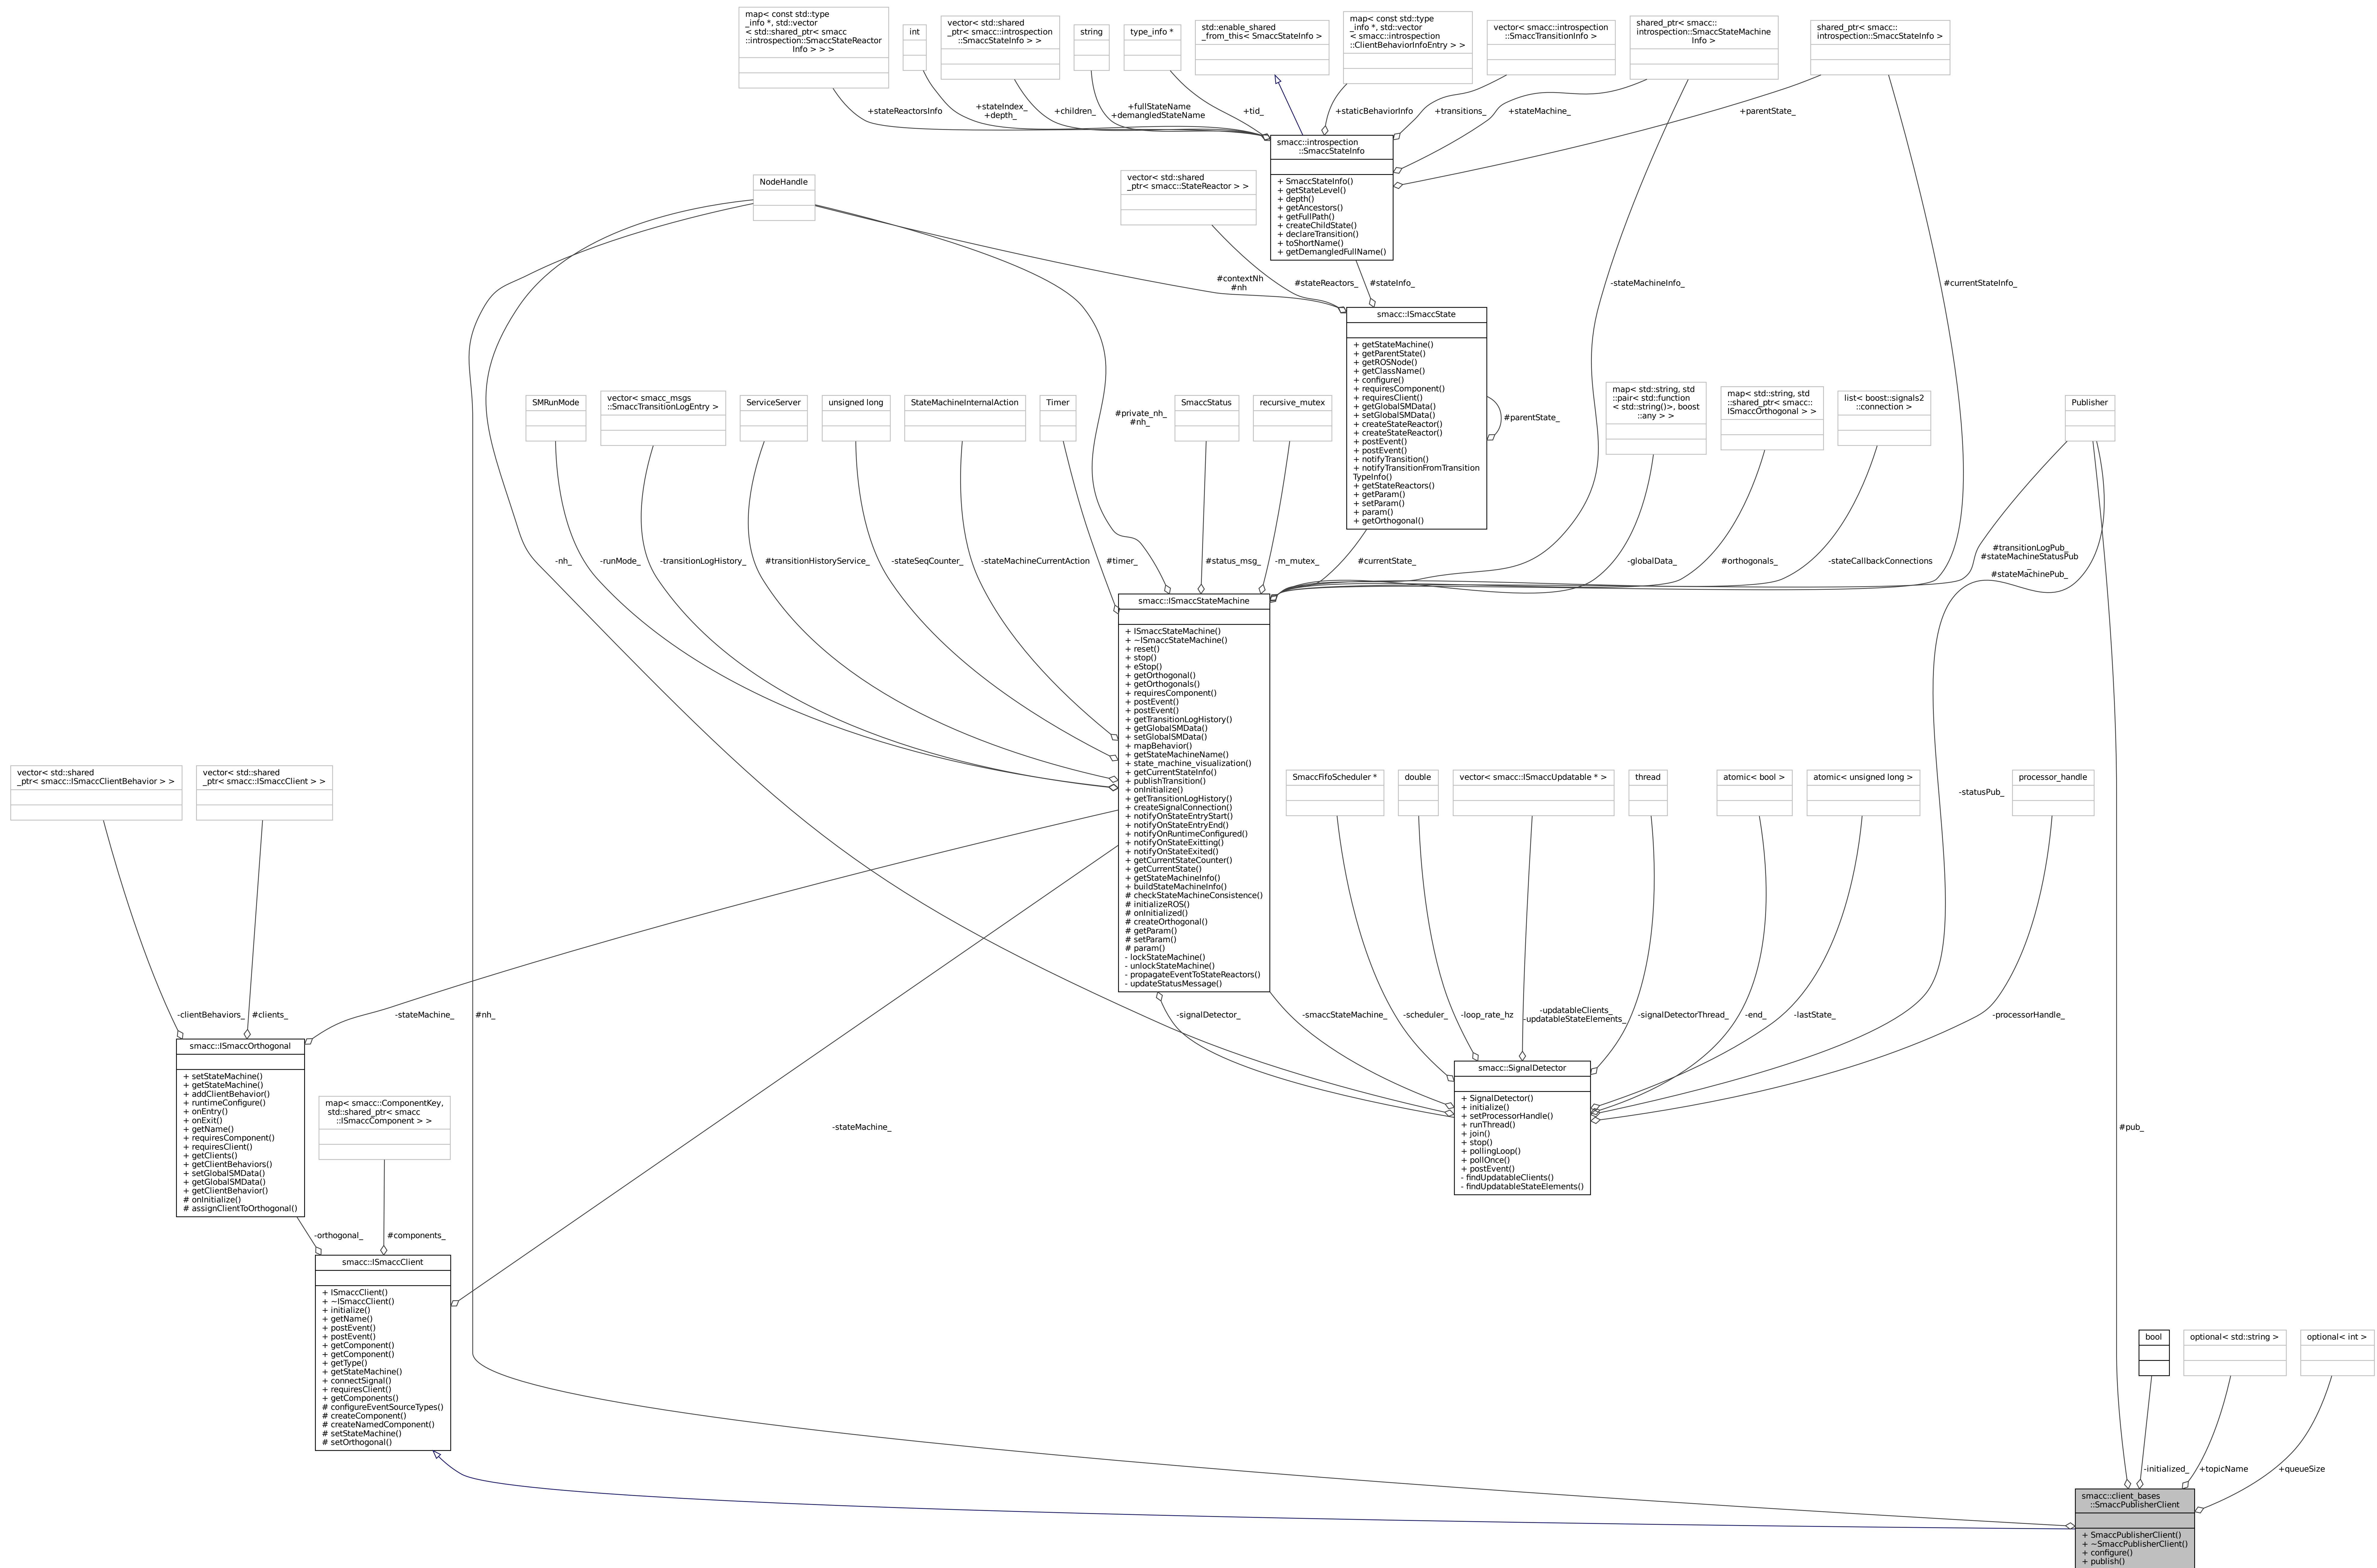 map< const std::type
_info *, std::vector
< std::shared_ptr< smacc
::introspection::SmaccStateReactor
Info > > >
int
vector< std::shared
_ptr< smacc::introspection
::SmaccStateInfo > >
string
type_info *
std::enable_shared
_from_this< SmaccStateInfo >
map< const std::type
_info *, std::vector
< smacc::introspection
::ClientBehaviorInfoEntry > >
vector< smacc::introspection
::SmaccTransitionInfo >
shared_ptr< smacc::
introspection::SmaccStateMachine
Info >
shared_ptr< smacc::
introspection::SmaccStateInfo >
+stateReactorsInfo
+stateIndex_
+depth_
+children_
+fullStateName
+demangledStateName
+tid_
+staticBehaviorInfo
+transitions_
+stateMachine_
+parentState_
smacc::introspection
::SmaccStateInfo
+ SmaccStateInfo()
+ getStateLevel()
+ depth()
+ getAncestors()
+ getFullPath()
+ createChildState()
+ declareTransition()
+ toShortName()
+ getDemangledFullName()
NodeHandle
vector< std::shared
_ptr< smacc::StateReactor > >
#contextNh
#nh
#stateReactors_
#stateInfo_
-stateMachineInfo_
#currentStateInfo_
smacc::ISmaccState
+ getStateMachine()
+ getParentState()
+ getROSNode()
+ getClassName()
+ configure()
+ requiresComponent()
+ requiresClient()
+ getGlobalSMData()
+ setGlobalSMData()
+ createStateReactor()
+ createStateReactor()
+ postEvent()
+ postEvent()
+ notifyTransition()
+ notifyTransitionFromTransition
TypeInfo()
+ getStateReactors()
+ getParam()
+ setParam()
+ param()
+ getOrthogonal()
#parentState_
SMRunMode
vector< smacc_msgs
::SmaccTransitionLogEntry >
ServiceServer
unsigned long
StateMachineInternalAction
Timer
#private_nh_
#nh_
SmaccStatus
recursive_mutex
map< std::string, std
::pair< std::function
< std::string()>, boost
::any > >
map< std::string, std
::shared_ptr< smacc::
ISmaccOrthogonal > >
list< boost::signals2
::connection >
Publisher
-nh_
-runMode_
-transitionLogHistory_
#transitionHistoryService_
-stateSeqCounter_
-stateMachineCurrentAction
#timer_
#status_msg_
-m_mutex_
#currentState_
-globalData_
#orthogonals_
-stateCallbackConnections
#transitionLogPub_
#stateMachineStatusPub
_
#stateMachinePub_
smacc::ISmaccStateMachine
+ ISmaccStateMachine()
+ ~ISmaccStateMachine()
+ reset()
+ stop()
+ eStop()
+ getOrthogonal()
+ getOrthogonals()
+ requiresComponent()
+ postEvent()
+ postEvent()
+ getTransitionLogHistory()
+ getGlobalSMData()
+ setGlobalSMData()
+ mapBehavior()
+ getStateMachineName()
+ state_machine_visualization()
+ getCurrentStateInfo()
+ publishTransition()
+ onInitialize()
+ getTransitionLogHistory()
+ createSignalConnection()
+ notifyOnStateEntryStart()
+ notifyOnStateEntryEnd()
+ notifyOnRuntimeConfigured()
+ notifyOnStateExitting()
+ notifyOnStateExited()
+ getCurrentStateCounter()
+ getCurrentState()
+ getStateMachineInfo()
+ buildStateMachineInfo()
# checkStateMachineConsistence()
# initializeROS()
# onInitialized()
# createOrthogonal()
# getParam()
# setParam()
# param()
- lockStateMachine()
- unlockStateMachine()
- propagateEventToStateReactors()
- updateStatusMessage()
vector< std::shared
_ptr< smacc::ISmaccClientBehavior > >
vector< std::shared
_ptr< smacc::ISmaccClient > >
SmaccFifoScheduler *
double
vector< smacc::ISmaccUpdatable * >
thread
atomic< bool >
atomic< unsigned long >
-statusPub_
processor_handle
-clientBehaviors_
#clients_
-stateMachine_
#nh_
-signalDetector_
-smaccStateMachine_
-scheduler_
-loop_rate_hz
-updatableClients_
-updatableStateElements_
-signalDetectorThread_
-end_
-lastState_
-processorHandle_
smacc::ISmaccOrthogonal
+ setStateMachine()
+ getStateMachine()
+ addClientBehavior()
+ runtimeConfigure()
+ onEntry()
+ onExit()
+ getName()
+ requiresComponent()
+ requiresClient()
+ getClients()
+ getClientBehaviors()
+ setGlobalSMData()
+ getGlobalSMData()
+ getClientBehavior()
# onInitialize()
# assignClientToOrthogonal()
map< smacc::ComponentKey,
std::shared_ptr< smacc
::ISmaccComponent > >
-stateMachine_
smacc::SignalDetector
+ SignalDetector()
+ initialize()
+ setProcessorHandle()
+ runThread()
+ join()
+ stop()
+ pollingLoop()
+ pollOnce()
+ postEvent()
- findUpdatableClients()
- findUpdatableStateElements()
#pub_
-orthogonal_
#components_
smacc::ISmaccClient
+ ISmaccClient()
+ ~ISmaccClient()
+ initialize()
+ getName()
+ postEvent()
+ postEvent()
+ getComponent()
+ getComponent()
+ getType()
+ getStateMachine()
+ connectSignal()
+ requiresClient()
+ getComponents()
# configureEventSourceTypes()
# createComponent()
# createNamedComponent()
# setStateMachine()
# setOrthogonal()
bool
optional< std::string >
optional< int >
-initialized_
+topicName
+queueSize
smacc::client_bases
::SmaccPublisherClient
+ SmaccPublisherClient()
+ ~SmaccPublisherClient()
+ configure()
+ publish()